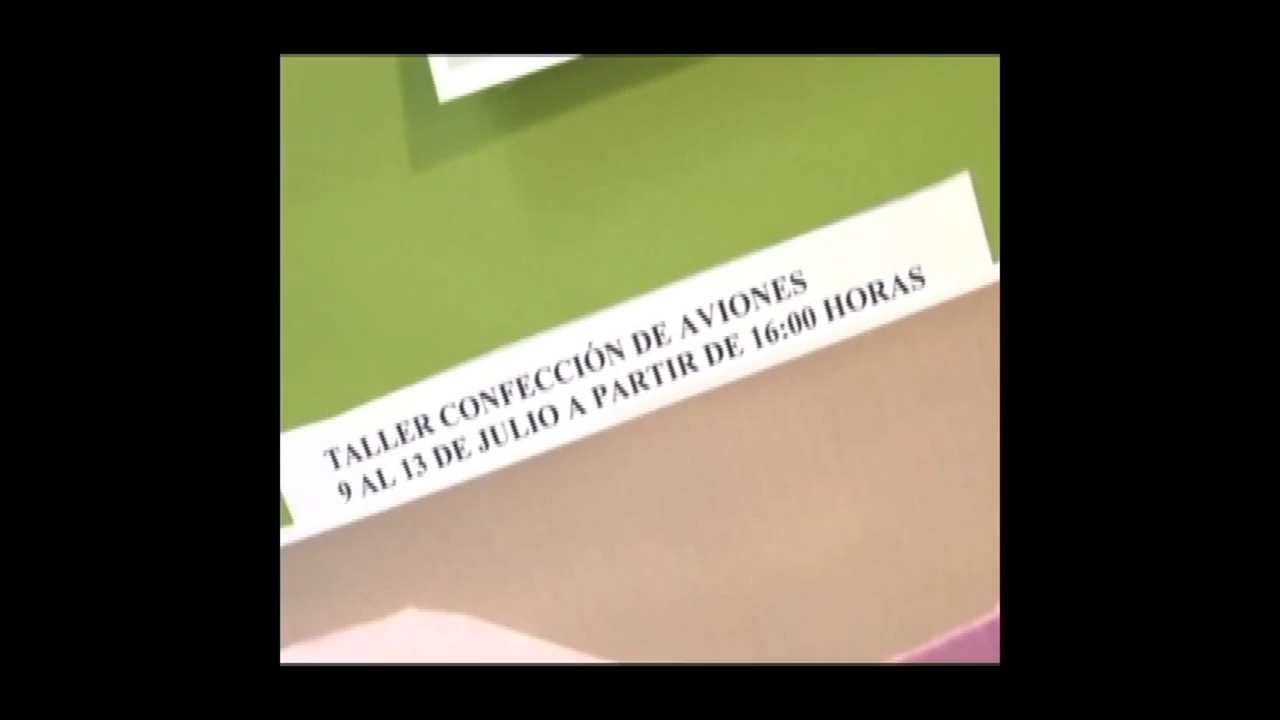 TALLER CONFECCIÓN DE AVIONES
9 AL 13 DE JULIO A PARTIR DE 16:00 HORAS